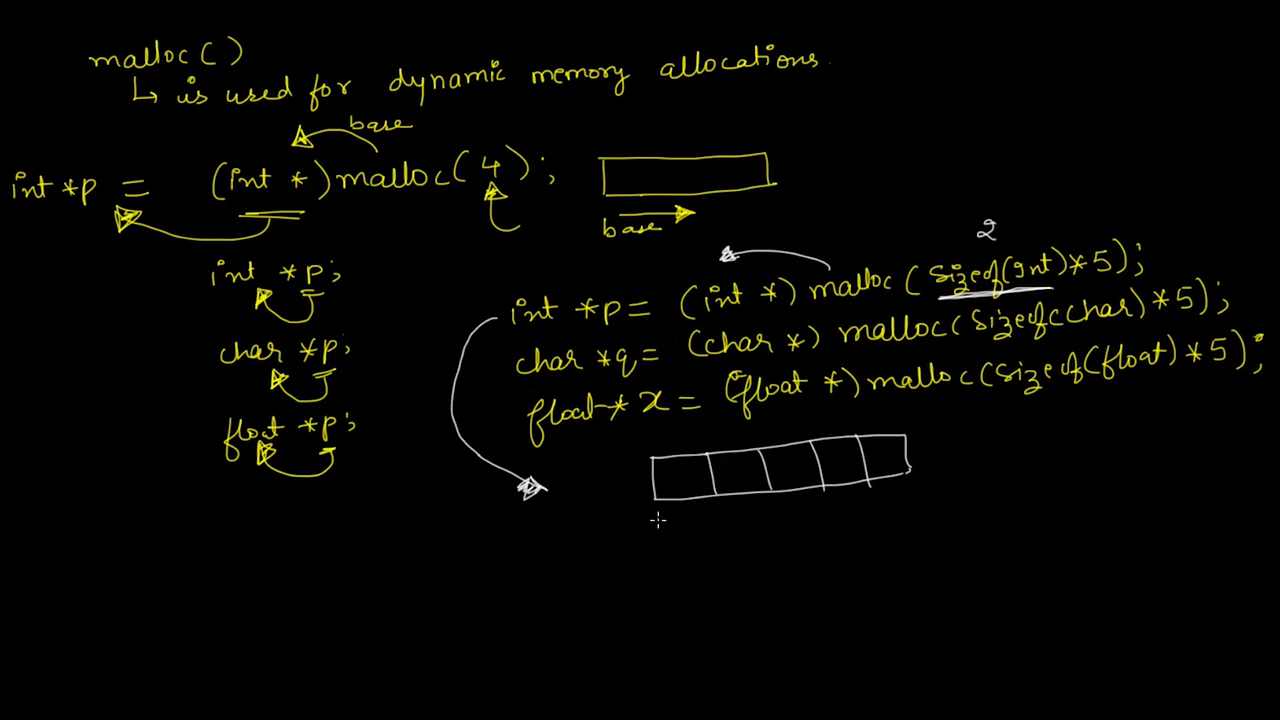 malloc()
↳ is used for dynamic memory allocations.
base
int *p = (int *)malloc(4);
base
2
int *p;
int *p = (int *) malloc (sizeof(int)*5);
char *q = (char *) malloc(sizeof(char)*5);
char *p;
float * x = (float *) malloc(sizeof(float)*5);
float *p;